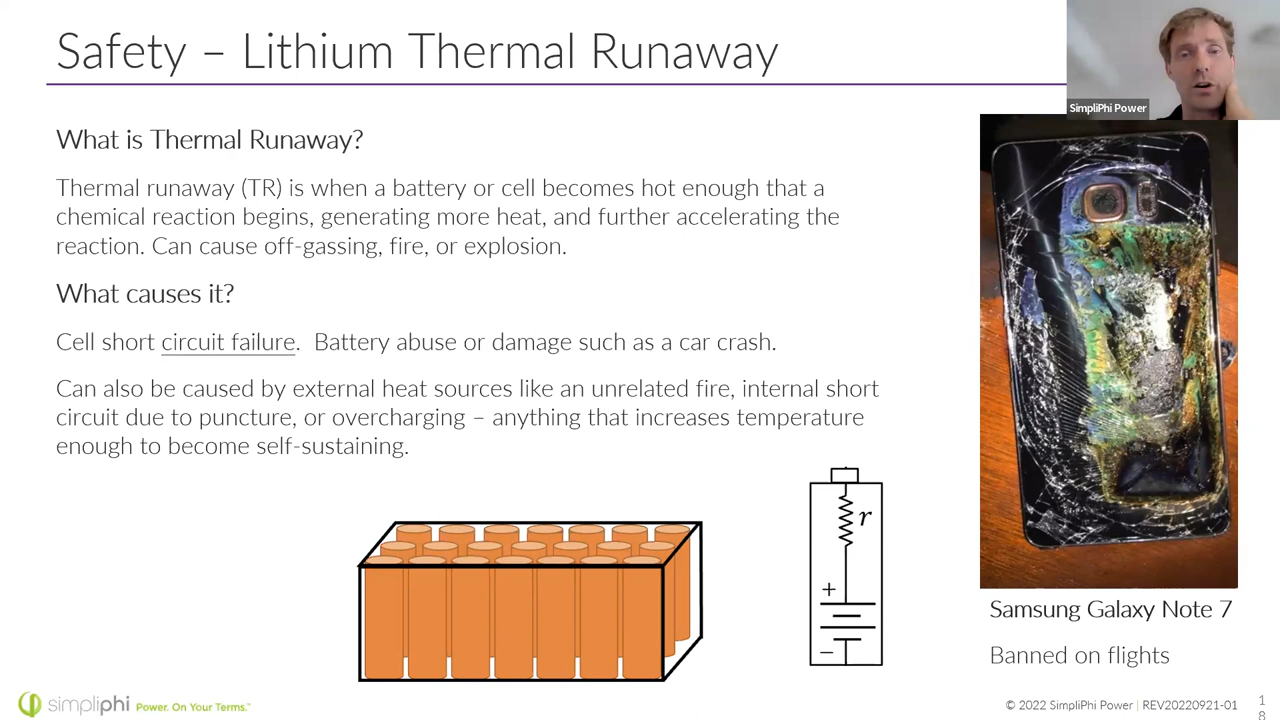 Safety – Lithium Thermal Runaway
SimpliPhi Power
What is Thermal Runaway?
Thermal runaway (TR) is when a battery or cell becomes hot enough that a
chemical reaction begins, generating more heat, and further accelerating the
reaction. Can cause off-gassing, fire, or explosion.
What causes it?
Cell short circuit failure. Battery abuse or damage such as a car crash.
Can also be caused by external heat sources like an unrelated fire, internal short
circuit due to puncture, or overcharging – anything that increases temperature
enough to become self-sustaining.
r
+
–
Samsung Galaxy Note 7
Banned on flights
simpliphi Power. On Your Terms.™
© 2022 SimpliPhi Power | REV20220921-01
1
8